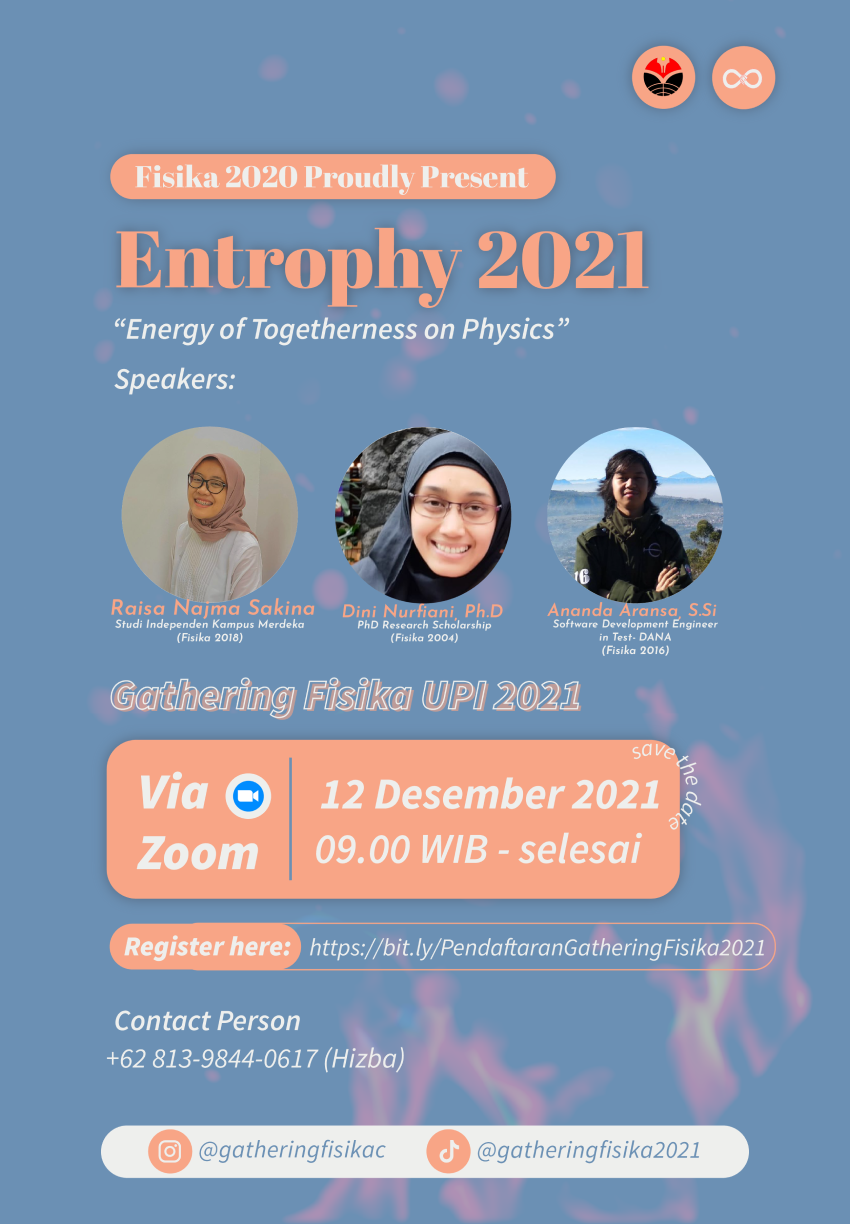 Fisika 2020 Proudly Present
Entrophy 2021
“Energy of Togetherness on Physics”
Speakers:
Raisa Najma Sakina
Studi Independen Kampus Merdeka
(Fisika 2018)
Dini Nurfiani, Ph.D
PhD Research Scholarship
(Fisika 2004)
Ananda Aransa, S.Si
Software Development Engineer
in Test- DANA
(Fisika 2016)
Gathering Fisika UPI 2021
save the date
Via
Zoom
12 Desember 2021
09.00 WIB - selesai
Register here: https://bit.ly/PendaftaranGatheringFisika2021
Contact Person
+62 813-9844-0617 (Hizba)
@gatheringfisikac @gatheringfisika2021